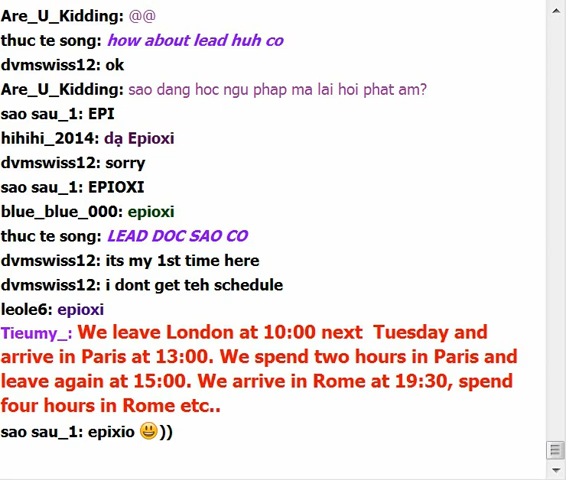 Are_U_Kidding: @@
thuc te song: how about lead huh co
dvmswiss12: ok
Are_U_Kidding: sao dang hoc ngu phap ma lai hoi phat am?
sao sau_1: EPI
hihihi_2014: dạ Epioxi
dvmswiss12: sorry
sao sau_1: EPIOXI
blue_blue_000: epioxi
thuc te song: LEAD DOC SAO CO
dvmswiss12: its my 1st time here
dvmswiss12: i dont get teh schedule
leole6: epioxi
Tieumy_: We leave London at 10:00 next  Tuesday and
arrive in Paris at 13:00. We spend two hours in Paris and
leave again at 15:00. We arrive in Rome at 19:30, spend
four hours in Rome etc..
sao sau_1: epixio 😃))